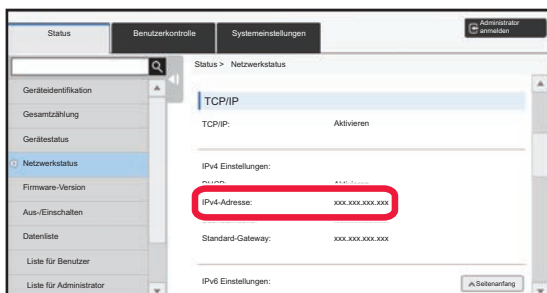 Status Benutzerkontrolle Systemeinstellungen Administrator anmelden
Status > Netzwerkstatus
Geräteidentifikation
Gesamtzählung
Gerätestatus
Netzwerkstatus
Firmware-Version
Aus-/Einschalten
Datenliste
Liste für Benutzer
Liste für Administrator
TCP/IP
TCP/IP: Aktivieren
IPv4 Einstellungen:
DHCP: Aktivieren
IPv4-Adresse: xxx.xxx.xxx.xxx
Standard-Gateway: xxx.xxx.xxx.xxx
IPv6 Einstellungen:
Seitenanfang